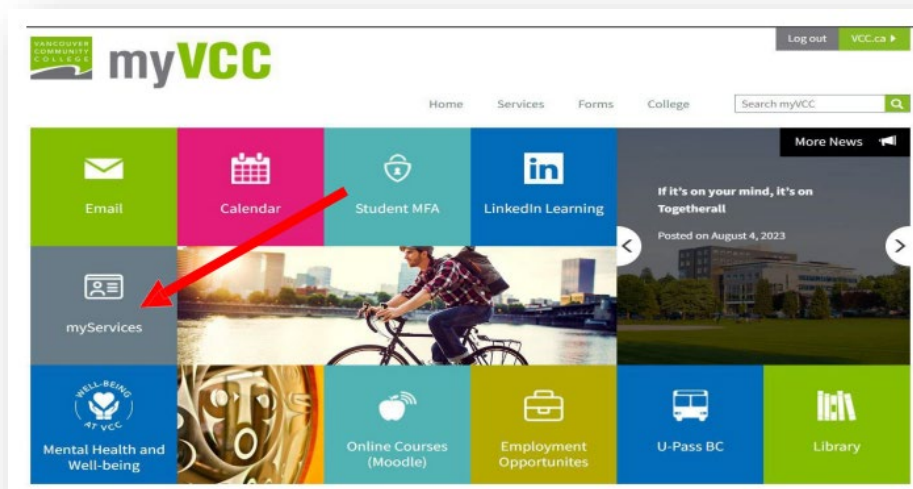 VANCOUVER
COMMUNITY
COLLEGE
myVCC
Log out
VCC.ca
Home
Services
Forms
College
Search myVCC
Email
Calendar
Student MFA
in
LinkedIn Learning
More News
If it's on your mind, it's on
Togetherall
Posted on August 4, 2023
myServices
WELL-BEING
AT VCC
Mental Health and
Well-being
Online Courses
(Moodle)
Employment
Opportunites
U-Pass BC
Library